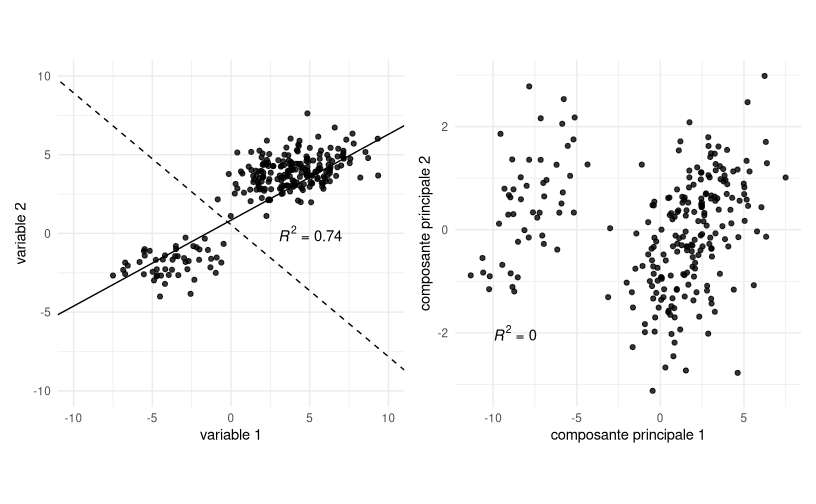 10
5
0
-5
-10
-10
-5
0
5
10
variable 1
variable 2
R² = 0.74
2
0
-2
-10
-5
0
5
composante principale 1
composante principale 2
R² = 0